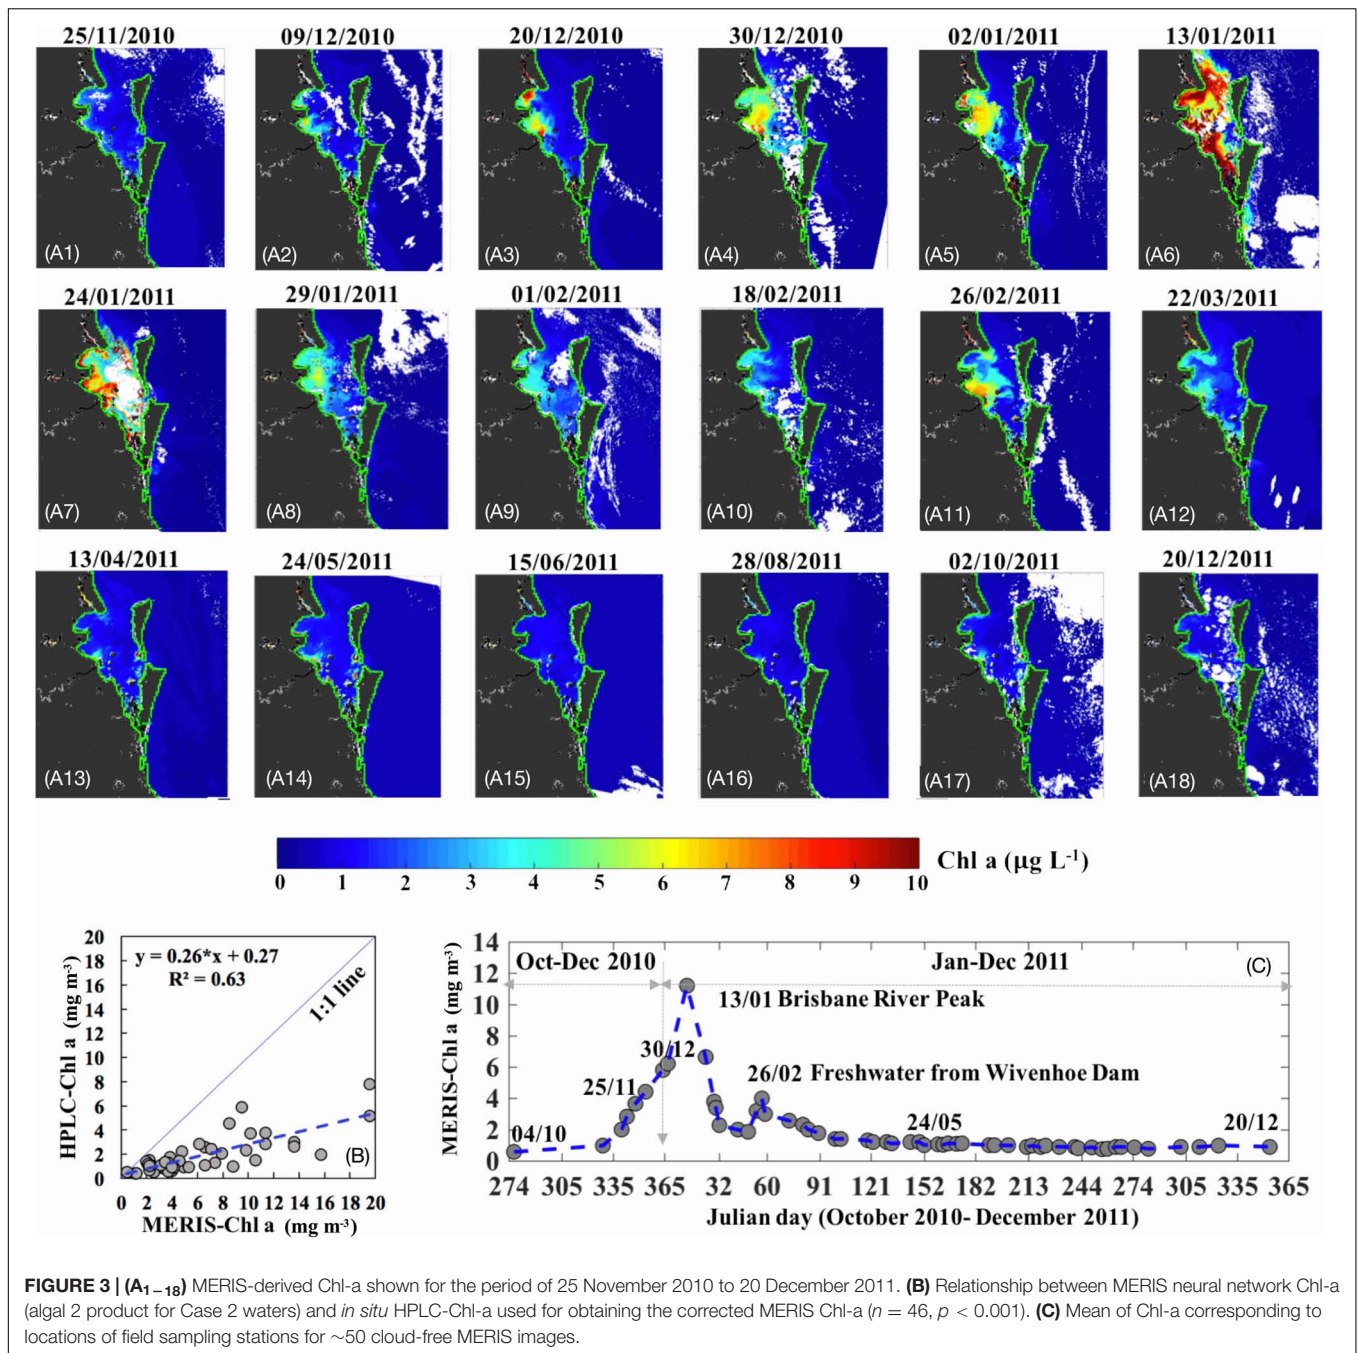 25/11/2010 09/12/2010 20/12/2010 30/12/2010 02/01/2011 13/01/2011
(A1) (A2) (A3) (A4) (A5) (A6)
24/01/2011 29/01/2011 01/02/2011 18/02/2011 26/02/2011 22/03/2011
(A7) (A8) (A9) (A10) (A11) (A12)
13/04/2011 24/05/2011 15/06/2011 28/08/2011 02/10/2011 20/12/2011
(A13) (A14) (A15) (A16) (A17) (A18)
Chl a (µg L⁻¹)
0 1 2 3 4 5 6 7 8 9 10
20
18
16
14
12
10
8
6
4
2
0
HPLC-Chl a (mg m⁻³)
y = 0.26*x + 0.27
R² = 0.63
1:1 line
(B)
0 2 4 6 8 10 12 14 16 18 20
MERIS-Chl a (mg m⁻³)
14
12
10
8
6
4
2
0
MERIS-Chl a (mg m⁻³)
Oct-Dec 2010 Jan-Dec 2011 (C)
13/01 Brisbane River Peak
30/12
25/11
26/02 Freshwater from Wivenhoe Dam
04/10 24/05 20/12
274 305 335 365 32 60 91 121 152 182 213 244 274 305 335 365
Julian day (October 2010- December 2011)
FIGURE 3 | (A₁₋₁₈) MERIS-derived Chl-a shown for the period of 25 November 2010 to 20 December 2011. (B) Relationship between MERIS neural network Chl-a
(algal 2 product for Case 2 waters) and in situ HPLC-Chl-a used for obtaining the corrected MERIS Chl-a (n = 46, p < 0.001). (C) Mean of Chl-a corresponding to
locations of field sampling stations for ∼50 cloud-free MERIS images.